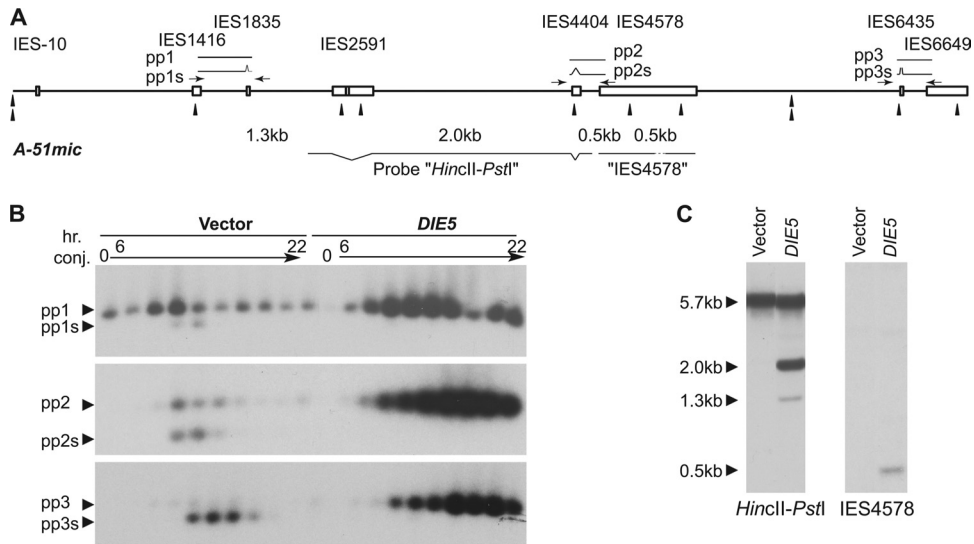 A
IES-10
IES1416
IES1835
IES2591
IES4404
IES4578
IES6435
IES6649
pp1
pp1s
pp2
pp2s
pp3
pp3s
1.3kb
2.0kb
0.5kb
0.5kb
A-51mic
Probe "HincII-PstI"
"IES4578"
B
Vector
DIE5
hr.
conj.
0
6
22
0
6
22
pp1
pp1s
pp2
pp2s
pp3
pp3s
C
Vector
DIE5
Vector
DIE5
5.7kb
2.0kb
1.3kb
0.5kb
HincII-PstI
IES4578